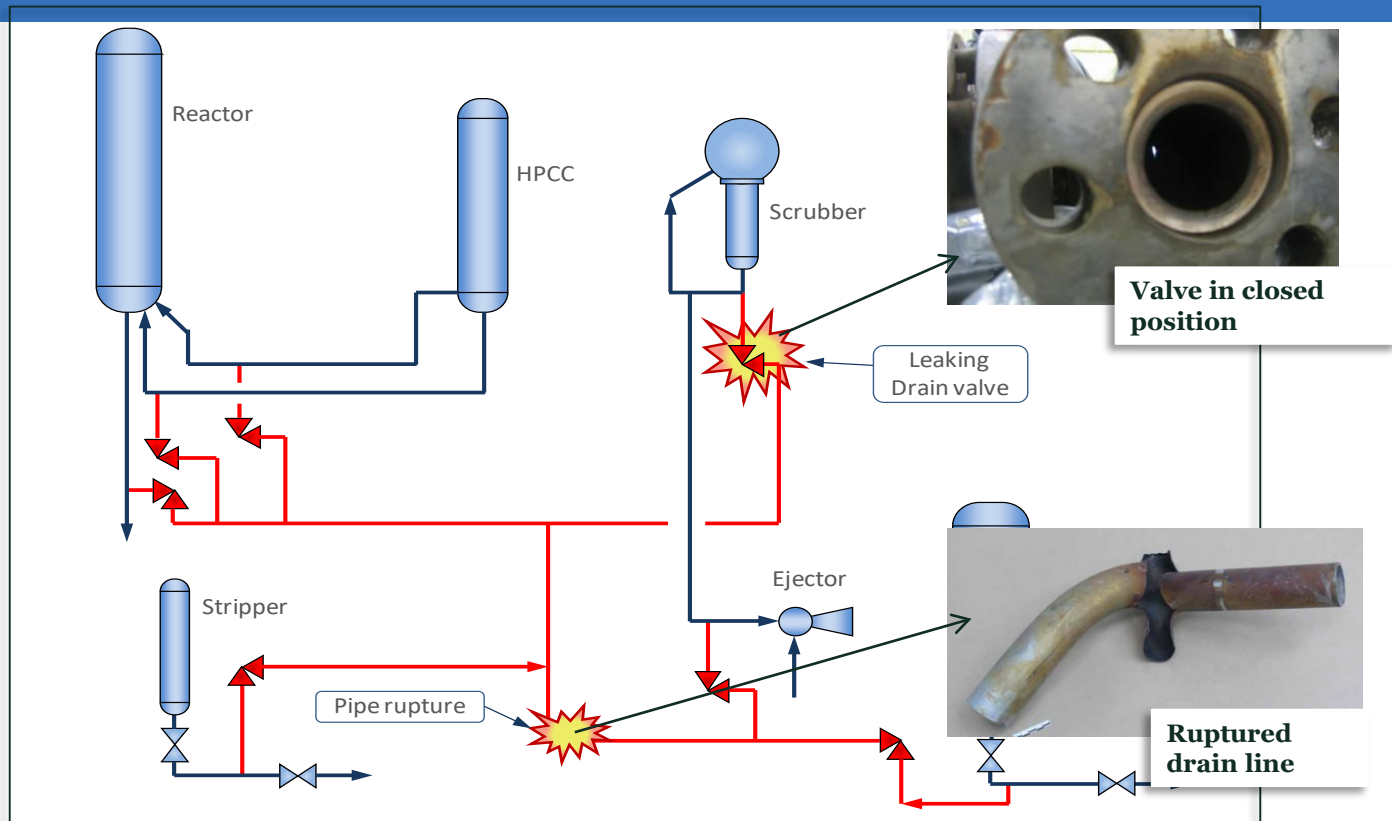 Reactor
HPCC
Scrubber
Valve in closed
position
Leaking
Drain valve
Stripper
Ejector
Pipe rupture
Ruptured
drain line